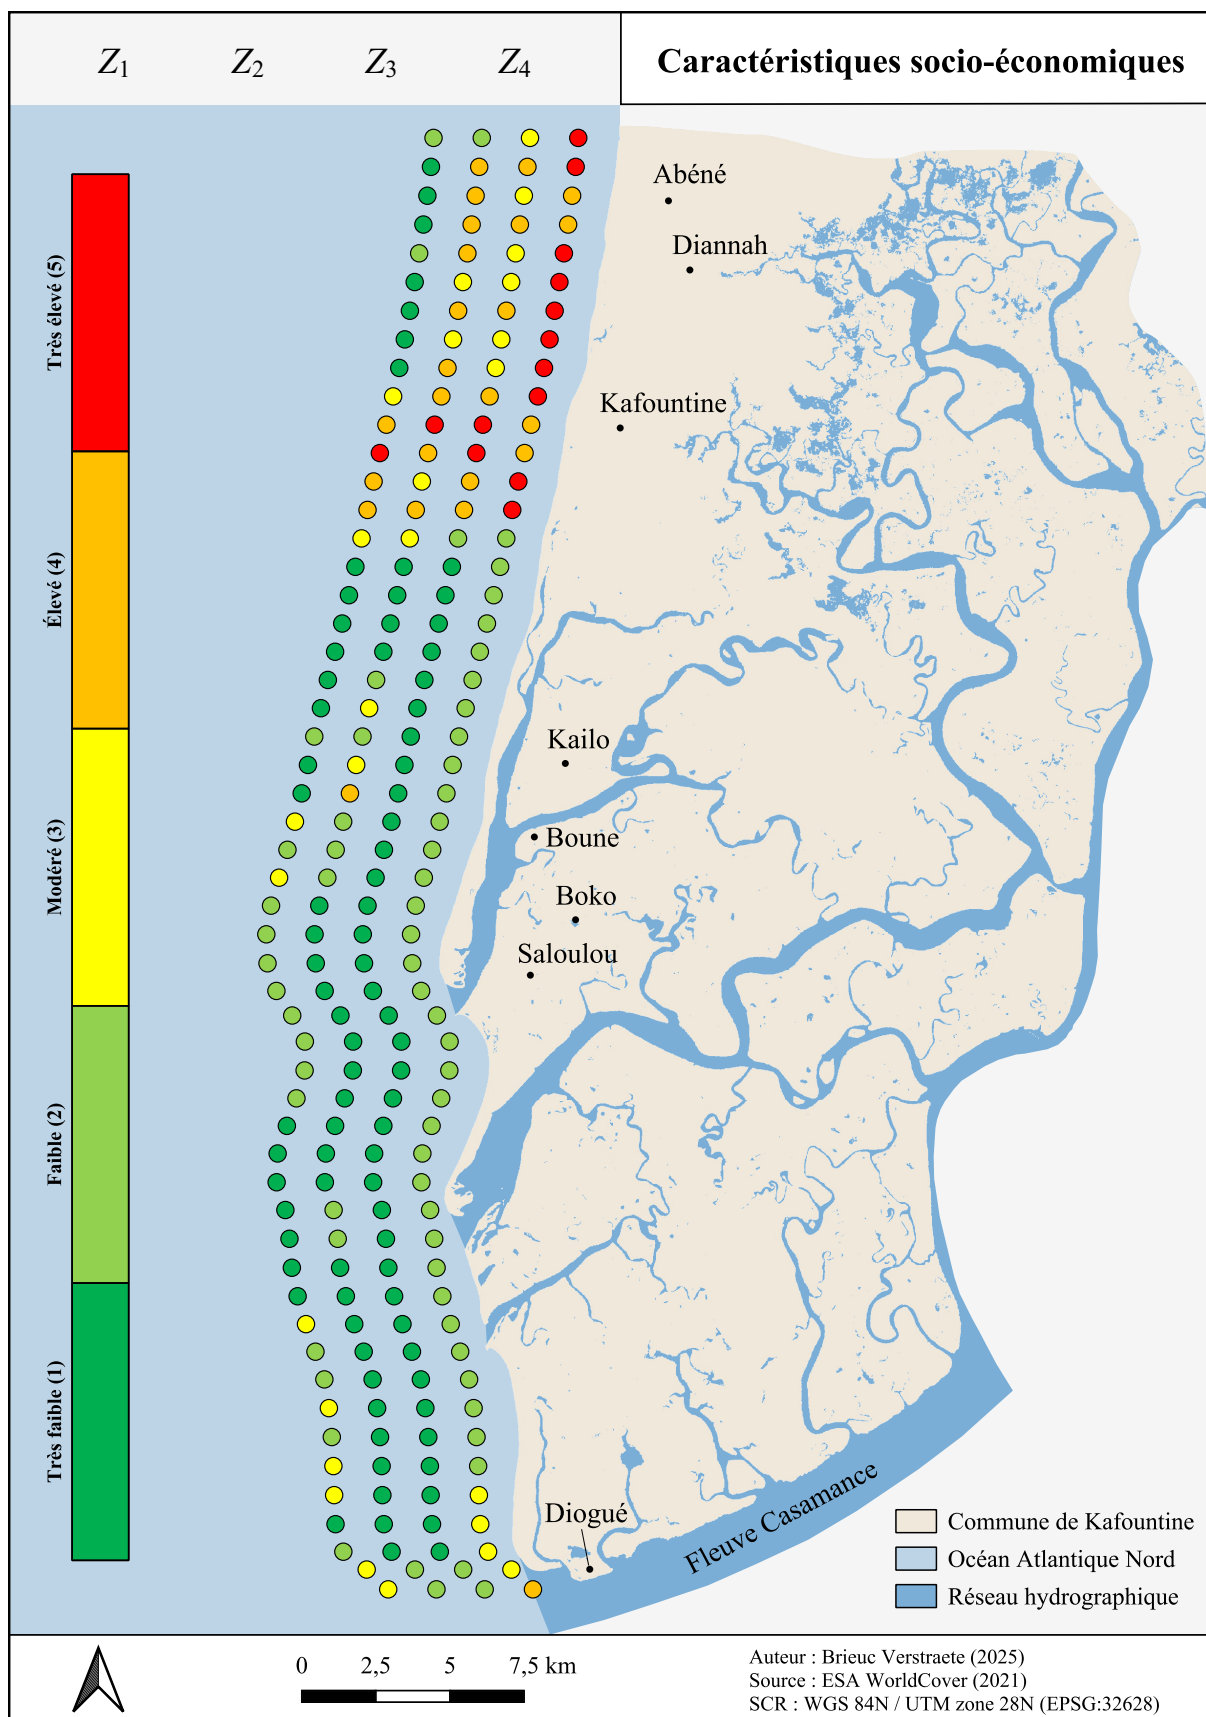 Z₁ Z₂ Z₃ Z₄
Caractéristiques socio-économiques
Très élevé (5)
Élevé (4)
Modéré (3)
Faible (2)
Très faible (1)
Abéné
Diannah
Kafountine
Kailo
Boune
Boko
Saloulou
Diogué
Fleuve Casamance
Commune de Kafountine
Océan Atlantique Nord
Réseau hydrographique
0 2,5 5 7,5 km
Auteur : Brieuc Verstraete (2025)
Source : ESA WorldCover (2021)
SCR : WGS 84N / UTM zone 28N (EPSG:32628)